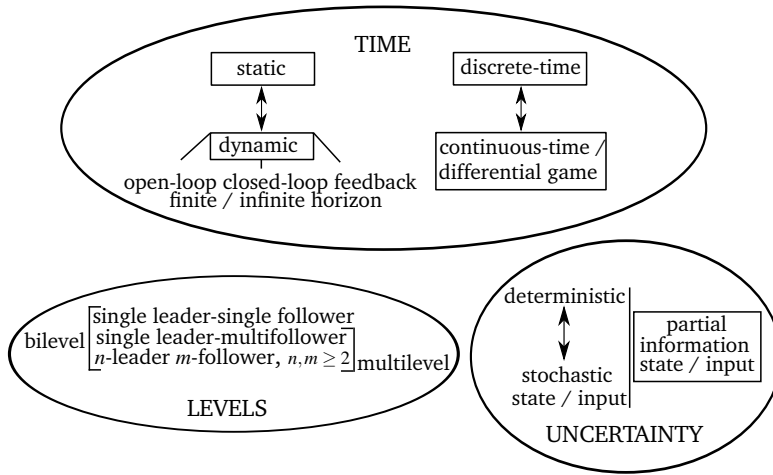 TIME
static
discrete-time
dynamic
continuous-time /
differential game
open-loop closed-loop feedback
finite / infinite horizon
bilevel
single leader-single follower
single leader-multifollower
n-leader m-follower, n,m ≥ 2
multilevel
LEVELS
deterministic
stochastic
state / input
partial
information
state / input
UNCERTAINTY